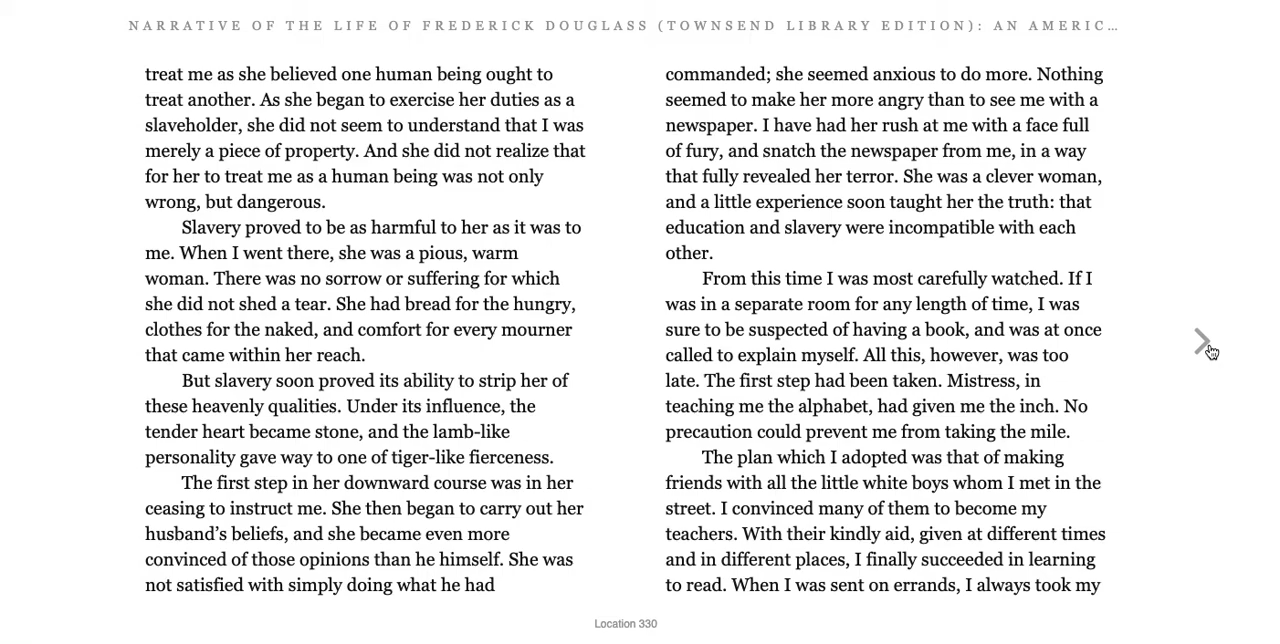 NARRATIVE OF THE LIFE OF FREDERICK DOUGLASS (TOWNSEND LIBRARY EDITION): AN AMERIC…
treat me as she believed one human being ought to
treat another. As she began to exercise her duties as a
slaveholder, she did not seem to understand that I was
merely a piece of property. And she did not realize that
for her to treat me as a human being was not only
wrong, but dangerous.
Slavery proved to be as harmful to her as it was to
me. When I went there, she was a pious, warm
woman. There was no sorrow or suffering for which
she did not shed a tear. She had bread for the hungry,
clothes for the naked, and comfort for every mourner
that came within her reach.
But slavery soon proved its ability to strip her of
these heavenly qualities. Under its influence, the
tender heart became stone, and the lamb-like
personality gave way to one of tiger-like fierceness.
The first step in her downward course was in her
ceasing to instruct me. She then began to carry out her
husband’s beliefs, and she became even more
convinced of those opinions than he himself. She was
not satisfied with simply doing what he had
commanded; she seemed anxious to do more. Nothing
seemed to make her more angry than to see me with a
newspaper. I have had her rush at me with a face full
of fury, and snatch the newspaper from me, in a way
that fully revealed her terror. She was a clever woman,
and a little experience soon taught her the truth: that
education and slavery were incompatible with each
other.
From this time I was most carefully watched. If I
was in a separate room for any length of time, I was
sure to be suspected of having a book, and was at once
called to explain myself. All this, however, was too
late. The first step had been taken. Mistress, in
teaching me the alphabet, had given me the inch. No
precaution could prevent me from taking the mile.
The plan which I adopted was that of making
friends with all the little white boys whom I met in the
street. I convinced many of them to become my
teachers. With their kindly aid, given at different times
and in different places, I finally succeeded in learning
to read. When I was sent on errands, I always took my
Location 330